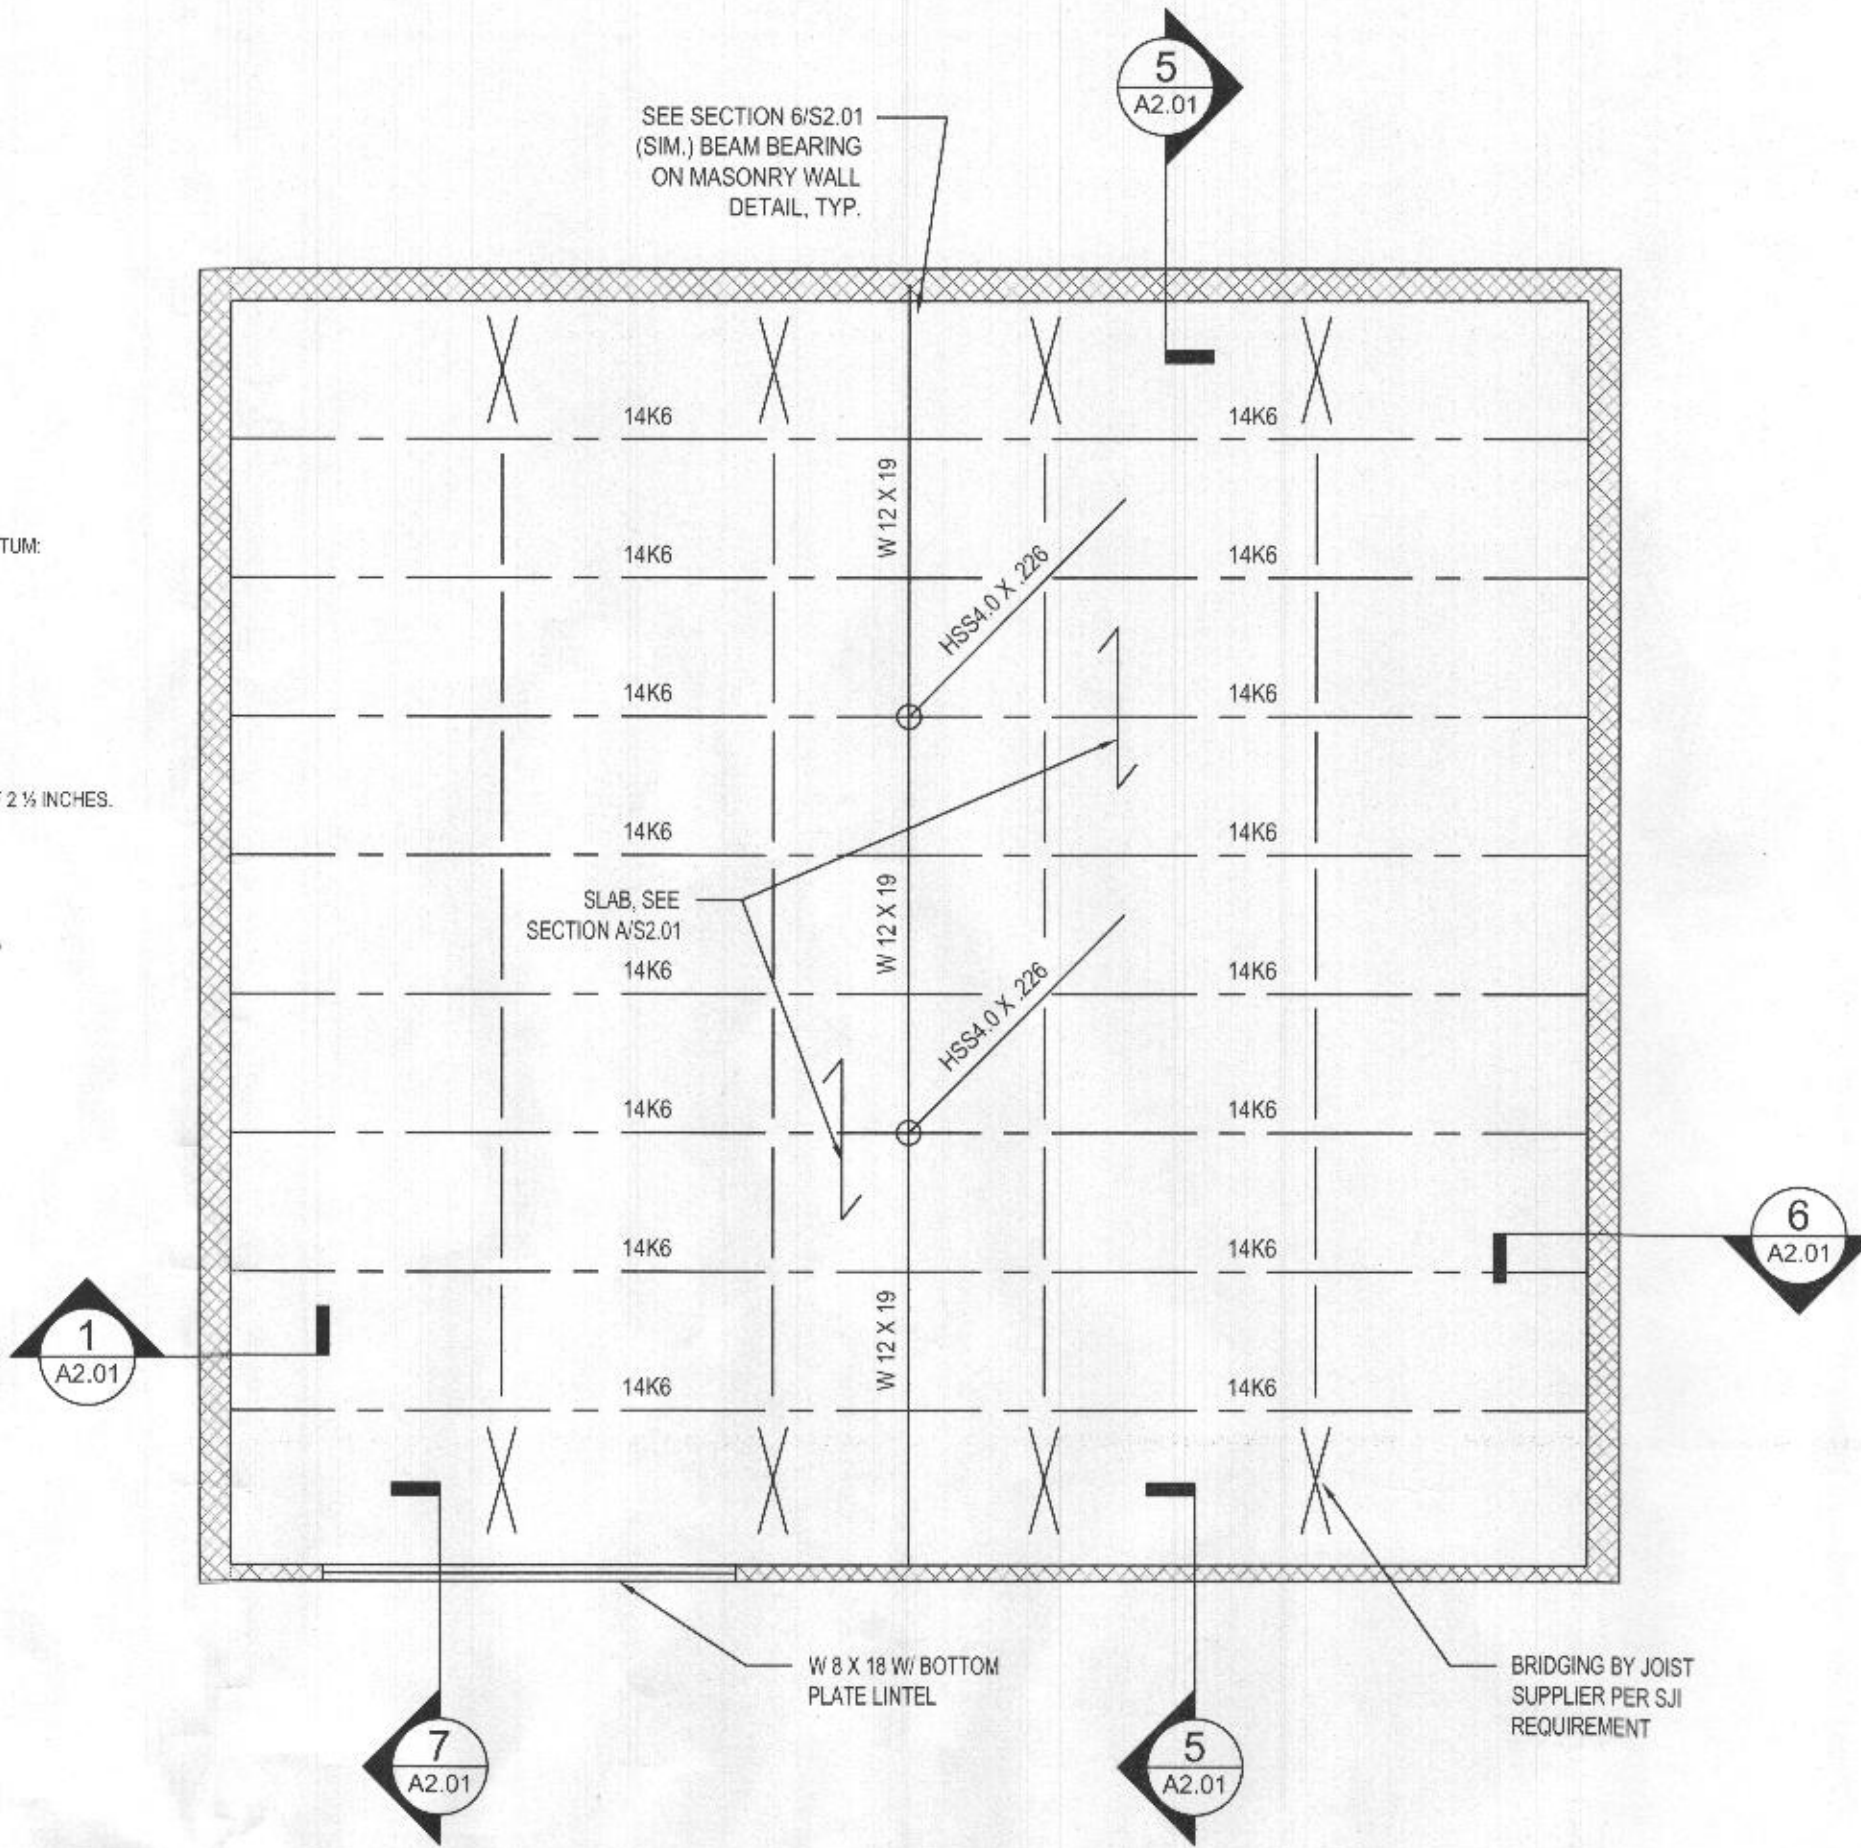 5
A2.01
SEE SECTION 6/S2.01
(SIM.) BEAM BEARING
ON MASONRY WALL
DETAIL, TYP.
14K6
14K6
W 12 X 19
TUM:
14K6
14K6
HSS4.0 X .226
14K6
14K6
2 ½ INCHES.
14K6
14K6
SLAB, SEE
SECTION A/S2.01
W 12 X 19
14K6
14K6
HSS4.0 X .226
14K6
14K6
14K6
14K6
6
A2.01
1
A2.01
W 12 X 19
14K6
14K6
W 8 X 18 W/ BOTTOM
PLATE LINTEL
BRIDGING BY JOIST
SUPPLIER PER SJI
REQUIREMENT
7
A2.01
5
A2.01